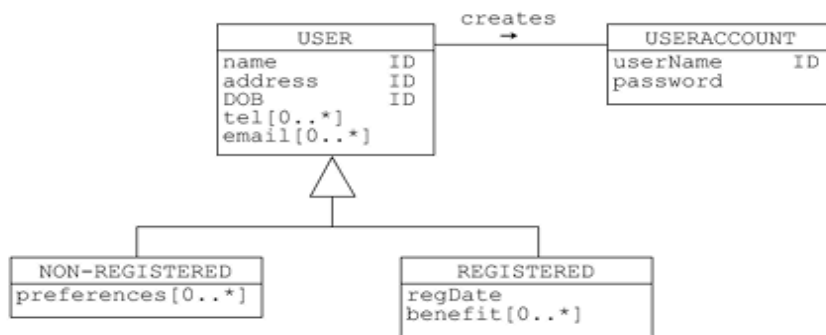 creates
→
USER
name ID
address ID
DOB ID
tel[0..*]
email[0..*]
USERACCOUNT
userName ID
password
NON-REGISTERED
preferences[0..*]
REGISTERED
regDate
benefit[0..*]